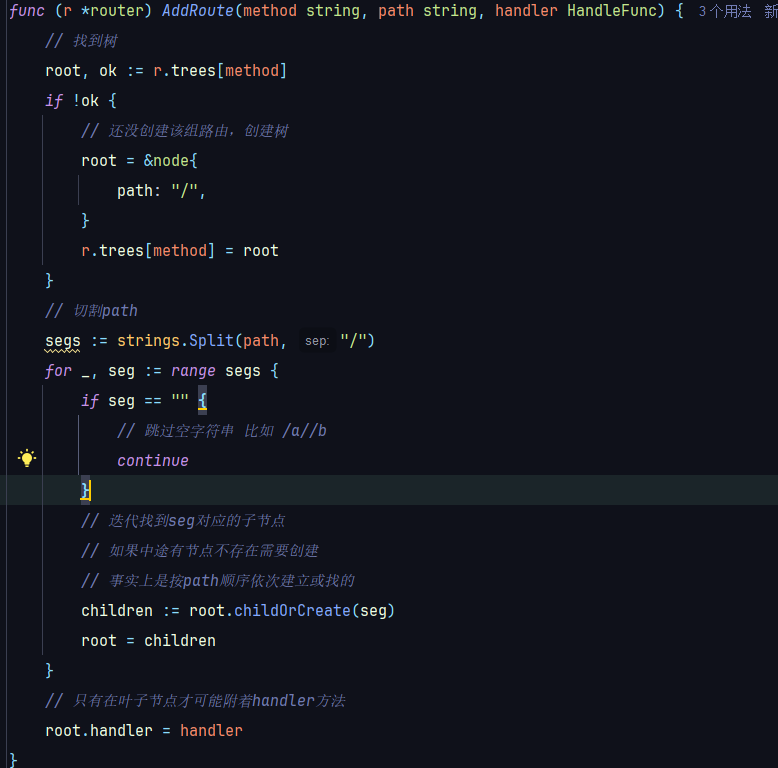 func (r *router) AddRoute(method string, path string, handler HandleFunc) { 3 个用法 新
// 找到树
root, ok := r.trees[method]
if !ok {
// 还没创建该组路由，创建树
root = &node{
path: "/",
}
r.trees[method] = root
}
// 切割path
segs := strings.Split(path, sep: "/")
for _, seg := range segs {
if seg == "" {
// 跳过空字符串 比如 /a//b
continue
}
// 迭代找到seg对应的子节点
// 如果中途有节点不存在需要创建
// 事实上是按path顺序依次建立或找的
children := root.childOrCreate(seg)
root = children
}
// 只有在叶子节点才可能附着handler方法
root.handler = handler
}